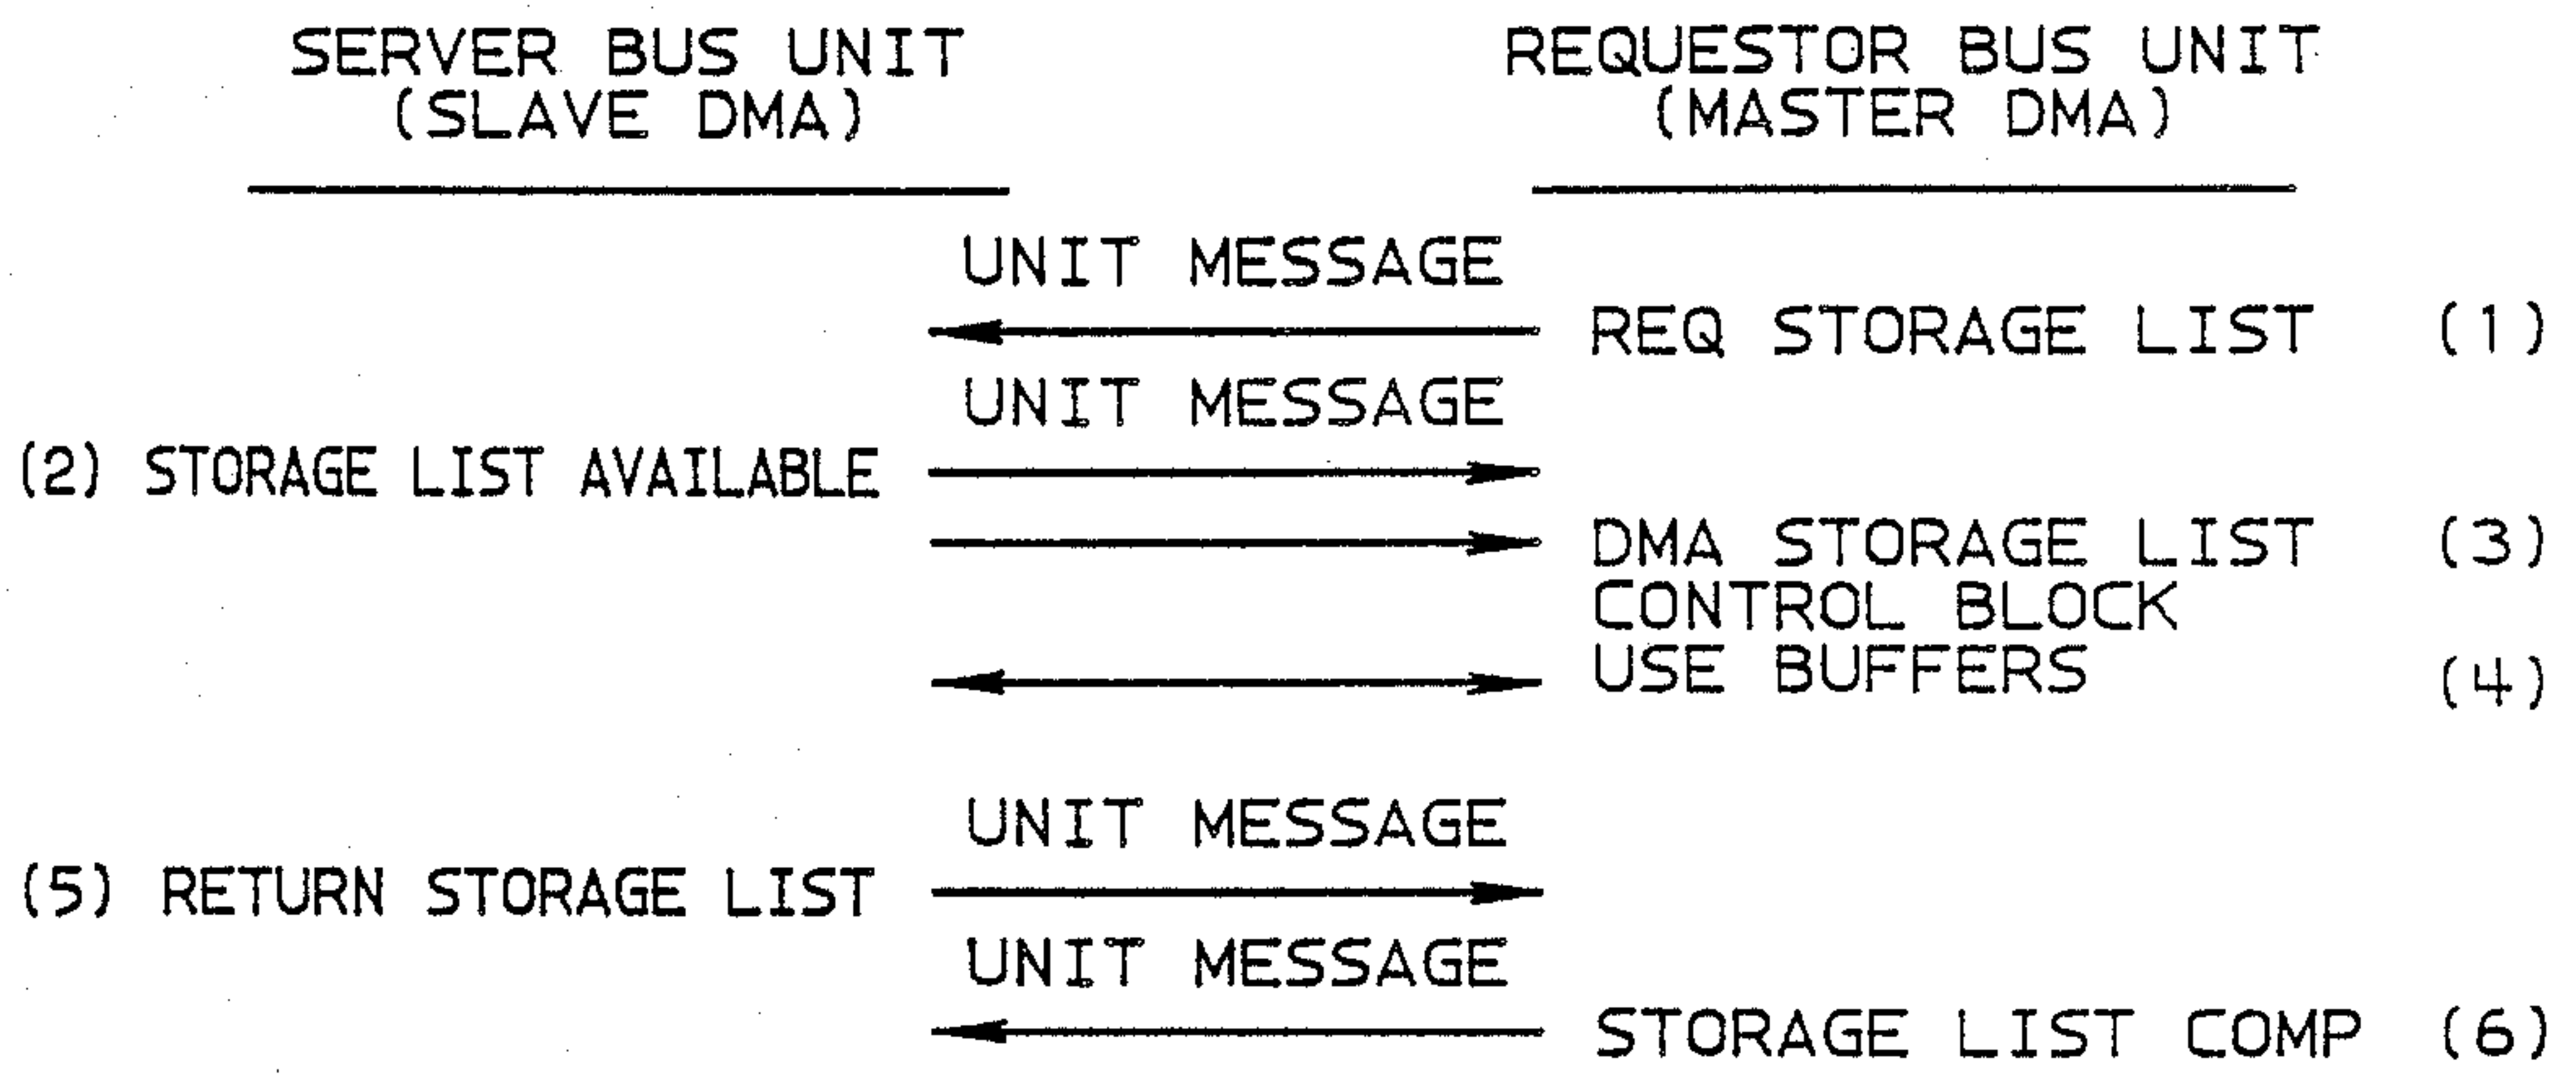 SERVER BUS UNIT
(SLAVE DMA)
REQUESTOR BUS UNIT
(MASTER DMA)
UNIT MESSAGE
REQ STORAGE LIST (1)
UNIT MESSAGE
(2) STORAGE LIST AVAILABLE
DMA STORAGE LIST (3)
CONTROL BLOCK
USE BUFFERS (4)
UNIT MESSAGE
(5) RETURN STORAGE LIST
UNIT MESSAGE
STORAGE LIST COMP (6)